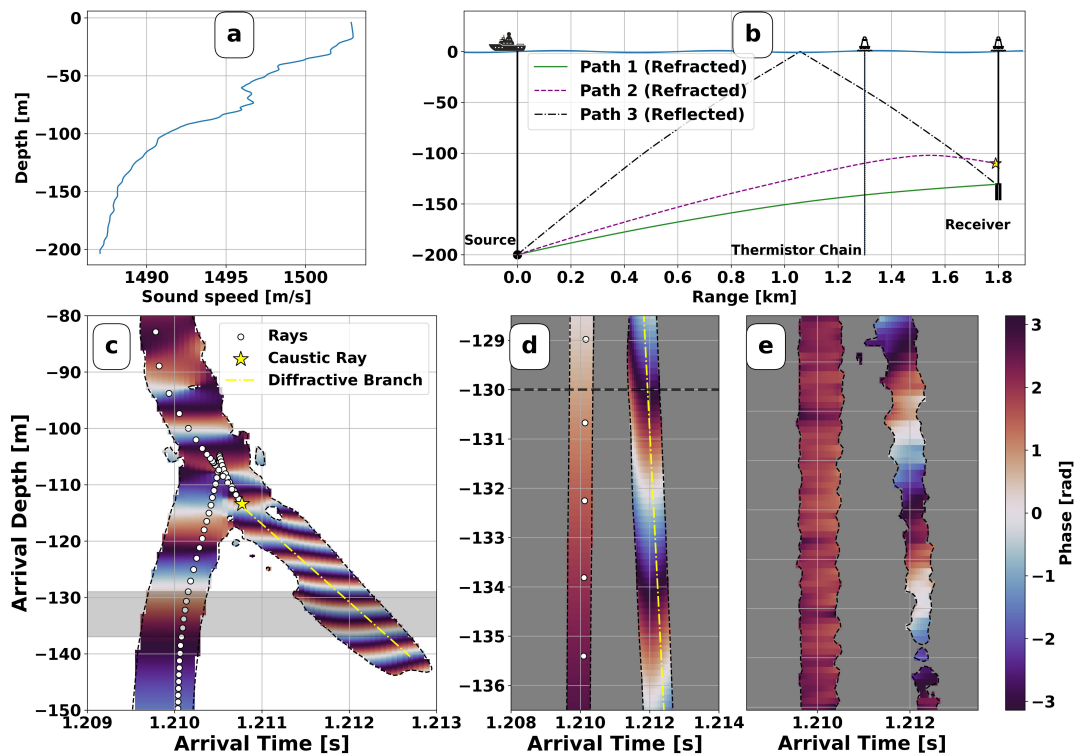 a
0
−50
−100
−150
−200
Depth [m]
1490
1495
1500
Sound speed [m/s]
b
0
−50
−100
−150
−200
Path 1 (Refracted)
Path 2 (Refracted)
Path 3 (Reflected)
Source
Thermistor Chain
Receiver
0.0 0.2 0.4 0.6 0.8 1.0 1.2 1.4 1.6 1.8
Range [km]
c
−80
−90
−100
−110
−120
−130
−140
−150
Arrival Depth [m]
Rays
Caustic Ray
Diffractive Branch
1.209 1.210 1.211 1.212 1.213
Arrival Time [s]
d
−129
−130
−131
−132
−133
−134
−135
−136
1.208 1.210 1.212 1.214
Arrival Time [s]
e
1.210 1.212
Arrival Time [s]
3
2
1
0
−1
−2
−3
Phase [rad]